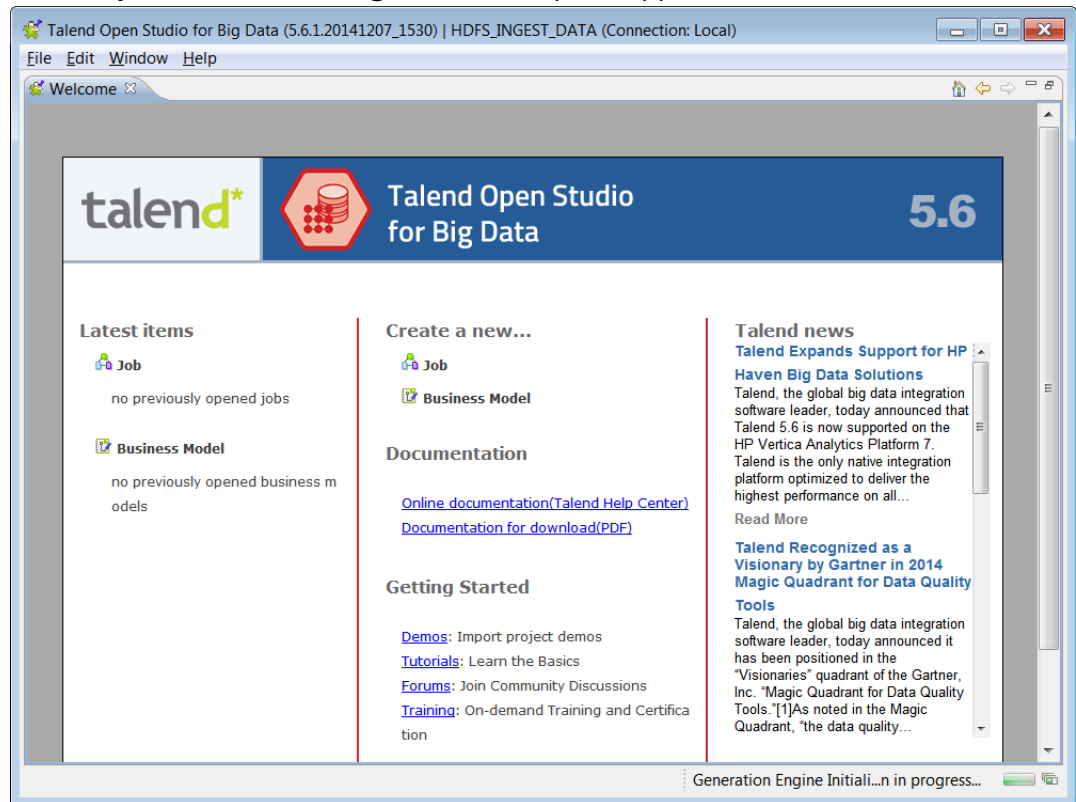 Talend Open Studio for Big Data (5.6.1.20141207_1530) | HDFS_INGEST_DATA (Connection: Local)
File Edit Window Help
Welcome
talend*
Talend Open Studio
for Big Data
5.6
Latest items
Job
no previously opened jobs
Business Model
no previously opened business m
odels
Create a new...
Job
Business Model
Documentation
Online documentation(Talend Help Center)
Documentation for download(PDF)
Getting Started
Demos: Import project demos
Tutorials: Learn the Basics
Forums: Join Community Discussions
Training: On-demand Training and Certifica
tion
Talend news
Talend Expands Support for HP
Haven Big Data Solutions
Talend, the global big data integration
software leader, today announced that
Talend 5.6 is now supported on the
HP Vertica Analytics Platform 7.
Talend is the only native integration
platform optimized to deliver the
highest performance on all...
Read More
Talend Recognized as a
Visionary by Gartner in 2014
Magic Quadrant for Data Quality
Tools
Talend, the global big data integration
software leader, today announced it
has been positioned in the
"Visionaries" quadrant of the Gartner,
Inc. "Magic Quadrant for Data Quality
Tools."[1]As noted in the Magic
Quadrant, "the data quality...
Generation Engine Initiali...n in progress...